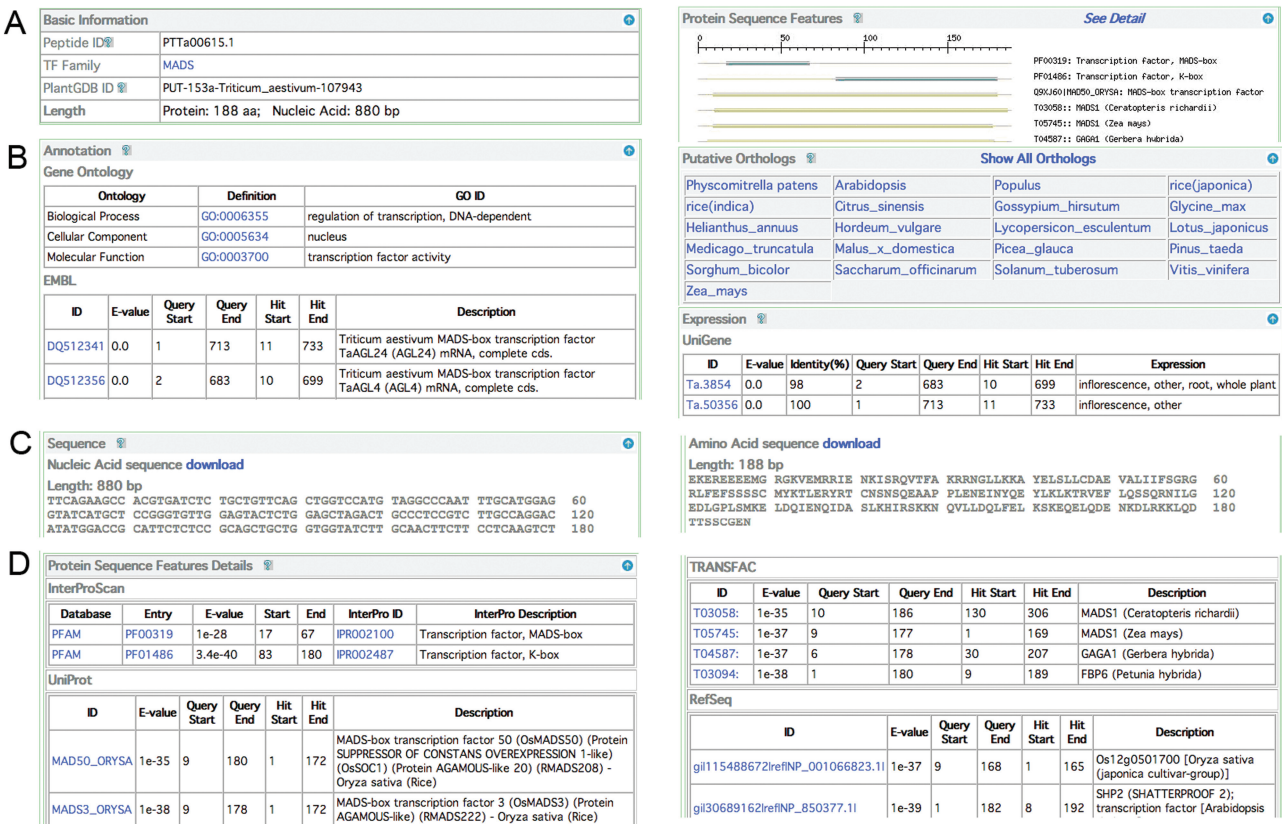 A
Basic Information
Peptide ID PTTa00615.1
TF Family MADS
PlantGDB ID PUT-153a-Triticum_aestivum-107943
Length Protein: 188 aa; Nucleic Acid: 880 bp
Protein Sequence Features See Detail
0 50 100 150
PF00319: Transcription factor, MADS-box
PF01486: Transcription factor, K-box
Q9XJ60|MAD50_ORYSA: MADS-box transcription factor
T03058:: MADS1 (Ceratopteris richardii)
T05745:: MADS1 (Zea mays)
T04587:: GAGA1 (Gerbera hybrida)
B
Annotation
Gene Ontology
Ontology Definition GO ID
Biological Process GO:0006355 regulation of transcription, DNA-dependent
Cellular Component GO:0005634 nucleus
Molecular Function GO:0003700 transcription factor activity
EMBL
ID E-value Query Start Query End Hit Start Hit End Description
DQ512341 0.0 1 713 11 733 Triticum aestivum MADS-box transcription factor
TaAGL24 (AGL24) mRNA, complete cds.
DQ512356 0.0 2 683 10 699 Triticum aestivum MADS-box transcription factor
TaAGL4 (AGL4) mRNA, complete cds.
Putative Orthologs Show All Orthologs
Physcomitrella patens Arabidopsis Populus rice(japonica)
rice(indica) Citrus_sinensis Gossypium_hirsutum Glycine_max
Helianthus_annuus Hordeum_vulgare Lycopersicon_esculentum Lotus_japonicus
Medicago_truncatula Malus_x_domestica Picea_glauca Pinus_taeda
Sorghum_bicolor Saccharum_officinarum Solanum_tuberosum Vitis_vinifera
Zea_mays
Expression
UniGene
ID E-value Identity(%) Query Start Query End Hit Start Hit End Expression
Ta.3854 0.0 98 2 683 10 699 inflorescence, other, root, whole plant
Ta.50356 0.0 100 1 713 11 733 inflorescence, other
C
Sequence
Nucleic Acid sequence download
Length: 880 bp
TTCAGAAGCC ACGTGATCTC TGCTGTTCAG CTGGTCCATG TAGGCCCAAT TTGCATGGAG 60
GTATCATGCT CCGGGTGTTG GAGTACTCTG GAGCTAGACT GCCCTCCGTC TTGCCAGGAC 120
ATATGGACCG CATTCTCTCC GCAGCTGCTG GTGGTATCTT GCAACTTCTT CCTCAAGTCT 180
Amino Acid sequence download
Length: 188 bp
EKEREEEEMG RGKVEMRRIE NKISRQVTFA KRRNGLLKKA YELSLLCDAE VALIIFSGRG 60
RLFEFSSSSC MYKTLERYRT CNSNSQEAAP PLENEINYQE YLKLKTRVEF LQSSQRNILG 120
EDLGPLSMKE LDQIENQIDA SLKHIRSKKN QVLLDQLFEL KSKEQELQDE NKDLRKKLQD 180
TTSSCGEN
D
Protein Sequence Features Details
InterProScan
Database Entry E-value Start End InterPro ID InterPro Description
PFAM PF00319 1e-28 17 67 IPR002100 Transcription factor, MADS-box
PFAM PF01486 3.4e-40 83 180 IPR002487 Transcription factor, K-box
UniProt
ID E-value Query Start Query End Hit Start Hit End Description
MAD50_ORYSA 1e-35 9 180 1 172 MADS-box transcription factor 50 (OsMADS50) (Protein
SUPPRESSOR OF CONSTANS OVEREXPRESSION 1-like)
(OsSOC1) (Protein AGAMOUS-like 20) (RMADS208) -
Oryza sativa (Rice)
MADS3_ORYSA 1e-38 9 178 1 172 MADS-box transcription factor 3 (OsMADS3) (Protein
AGAMOUS-like) (RMADS222) - Oryza sativa (Rice)
TRANSFAC
ID E-value Query Start Query End Hit Start Hit End Description
T03058: 1e-35 10 186 130 306 MADS1 (Ceratopteris richardii)
T05745: 1e-37 9 177 1 169 MADS1 (Zea mays)
T04587: 1e-37 6 178 30 207 GAGA1 (Gerbera hybrida)
T03094: 1e-38 1 180 9 189 FBP6 (Petunia hybrida)
RefSeq
ID E-value Query Start Query End Hit Start Hit End Description
gi|115488672|ref|NP_001066823.1| 1e-37 9 168 1 165 Os12g0501700 [Oryza sativa
(japonica cultivar-group)]
gi|30689162|ref|NP_850377.1| 1e-39 1 182 8 192 SHP2 (SHATTERPROOF 2);
transcription factor [Arabidopsis